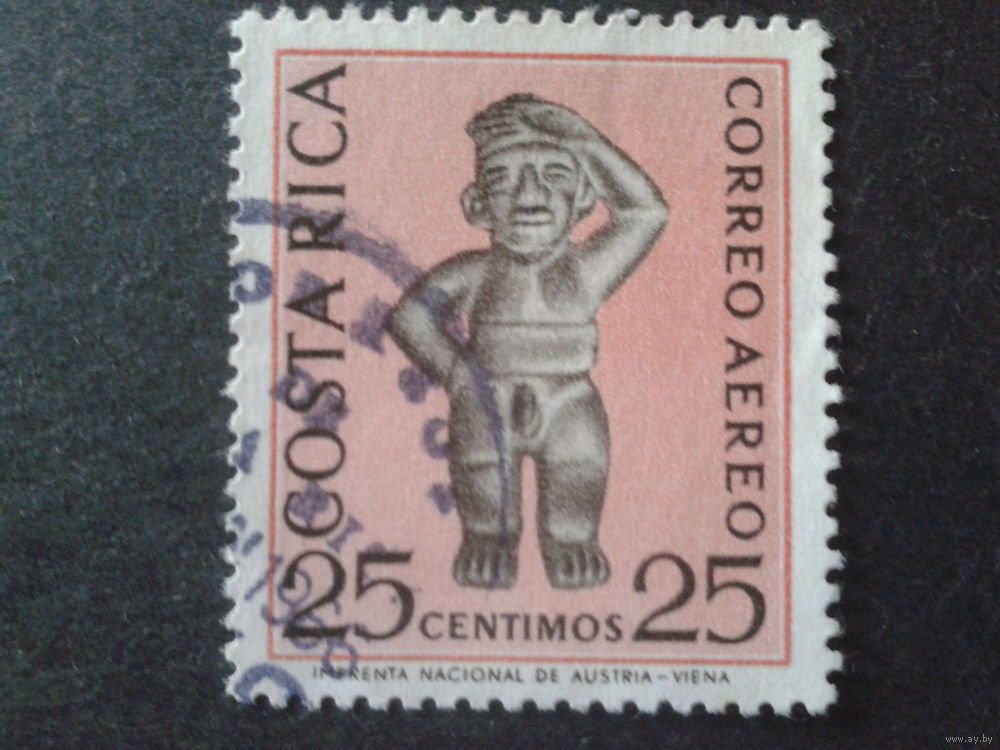 COSTA RICA
CORREO AEREO
25 CENTIMOS 25
IMPRENTA NACIONAL DE AUSTRIA - VIENA
www.ay.by